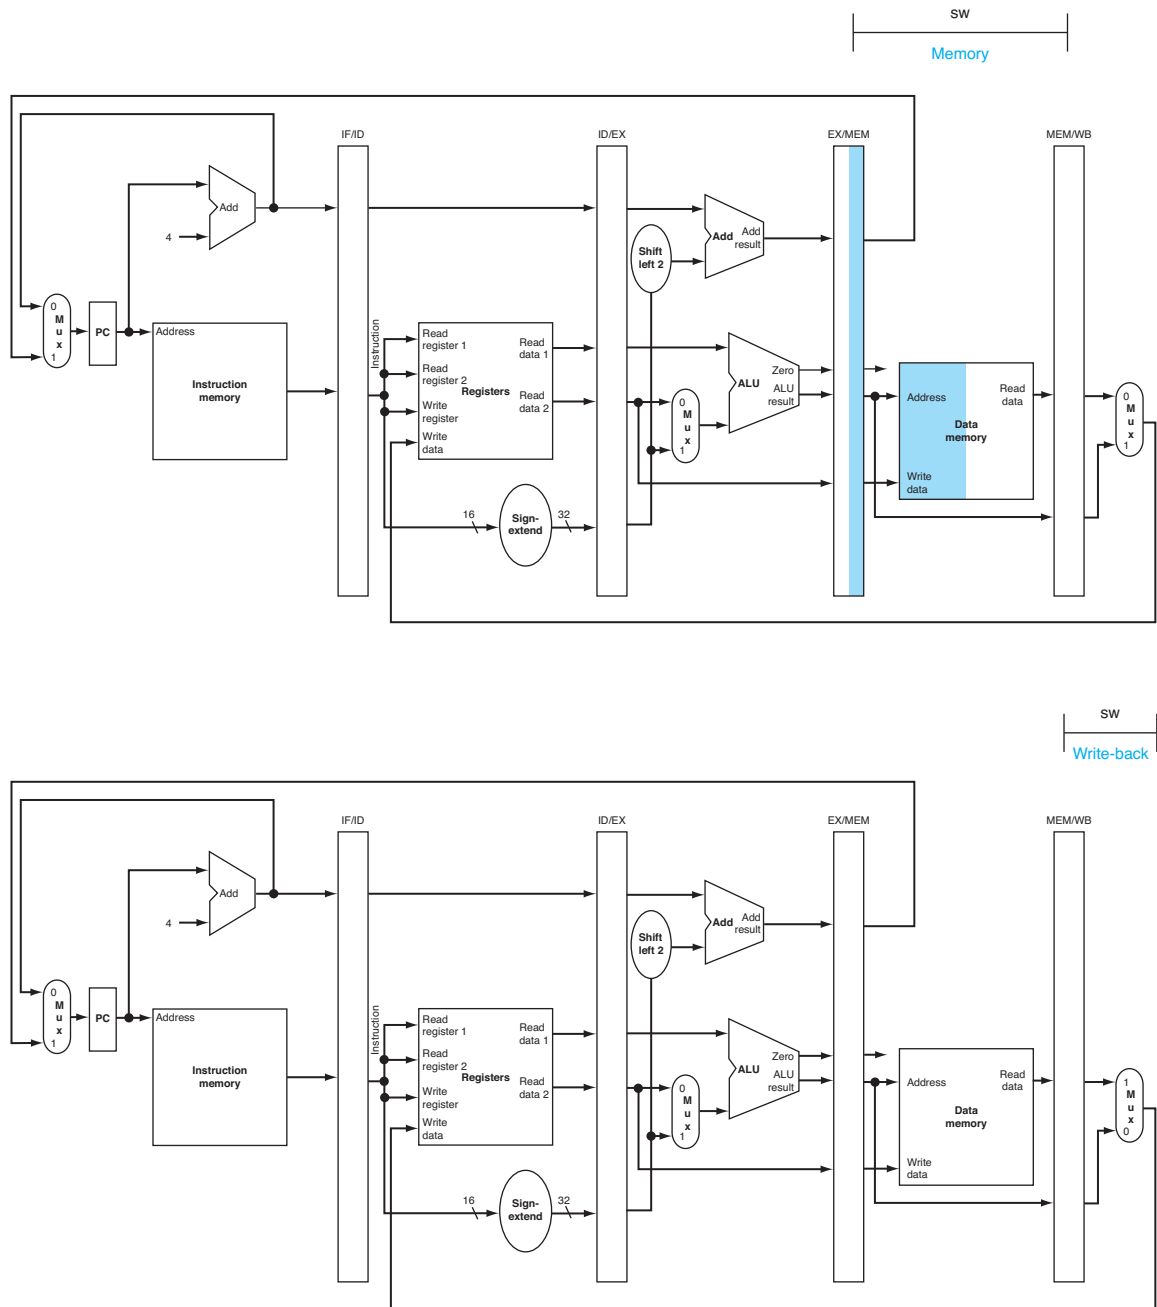 SW
Memory
IF/ID
ID/EX
EX/MEM
MEM/WB
Add
4
Shift
left 2
Add
Add
result
0
M
u
x
1
PC
Address
Instruction
memory
Instruction
Read
register 1
Read
register 2
Write
register
Write
data
Registers
Read
data 1
Read
data 2
16
Sign-
extend
32
0
M
u
x
1
Zero
ALU
ALU
result
Address
Write
data
Data
memory
Read
data
0
M
u
x
1
SW
Write-back
IF/ID
ID/EX
EX/MEM
MEM/WB
Add
4
Shift
left 2
Add
Add
result
0
M
u
x
1
PC
Address
Instruction
memory
Instruction
Read
register 1
Read
register 2
Write
register
Write
data
Registers
Read
data 1
Read
data 2
16
Sign-
extend
32
0
M
u
x
1
Zero
ALU
ALU
result
Address
Write
data
Data
memory
Read
data
1
M
u
x
0